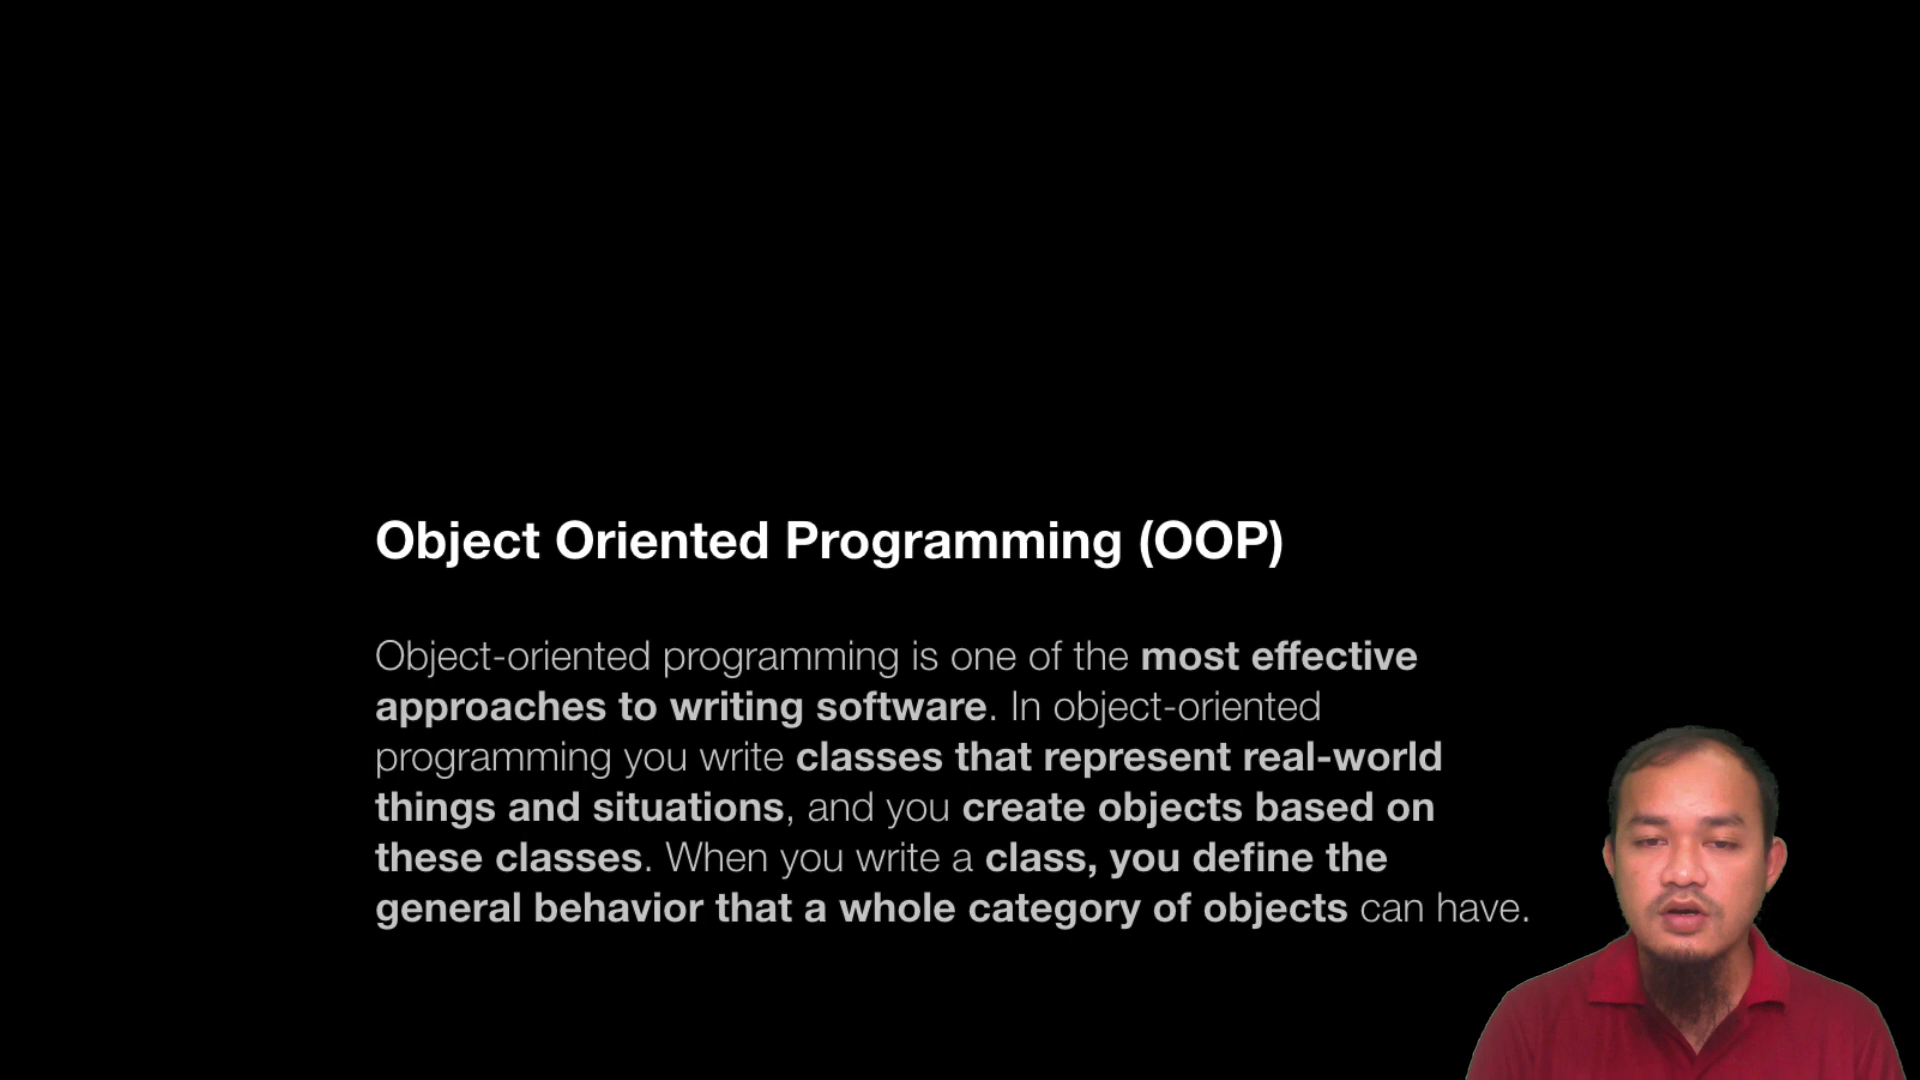 Object Oriented Programming (OOP)
Object-oriented programming is one of the most effective
approaches to writing software. In object-oriented
programming you write classes that represent real-world
things and situations, and you create objects based on
these classes. When you write a class, you define the
general behavior that a whole category of objects can have.